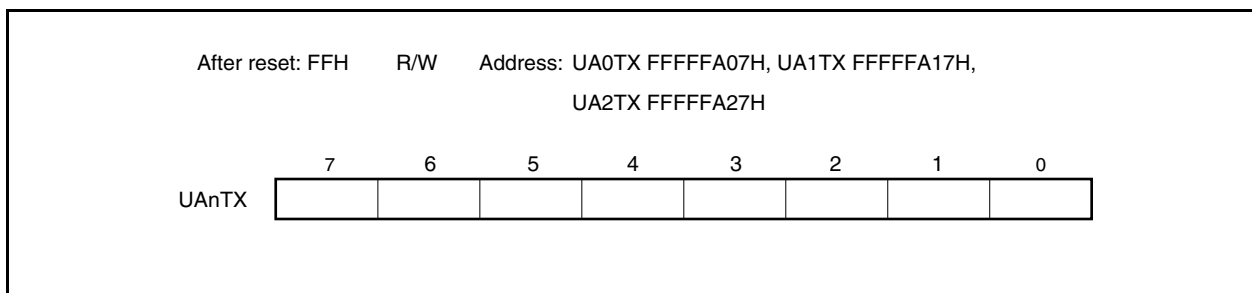 After reset: FFH R/W Address: UA0TX FFFFFA07H, UA1TX FFFFFA17H,
UA2TX FFFFFA27H
7 6 5 4 3 2 1 0
UAnTX